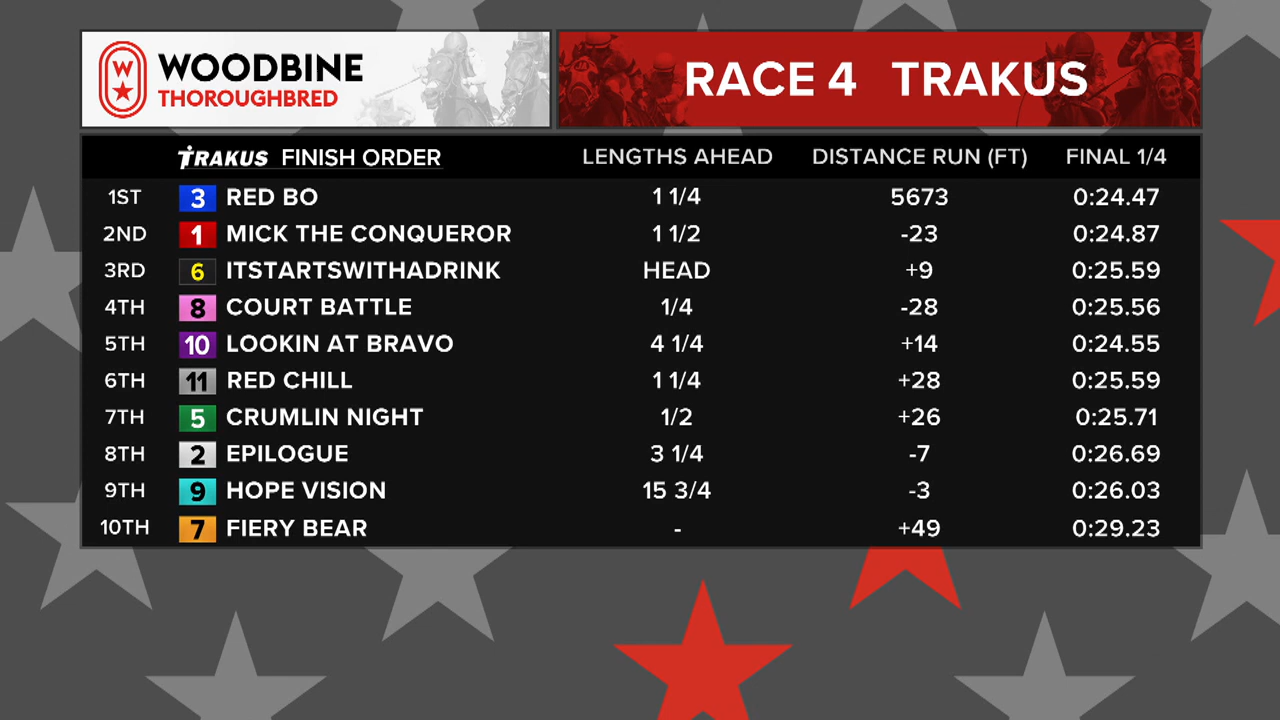 W WOODBINE
THOROUGHBRED
RACE 4 TRAKUS
TRAKUS FINISH ORDER LENGTHS AHEAD DISTANCE RUN (FT) FINAL 1/4
1ST 3 RED BO 1 1/4 5673 0:24.47
2ND 1 MICK THE CONQUEROR 1 1/2 -23 0:24.87
3RD 6 ITSTARTSWITHADRINK HEAD +9 0:25.59
4TH 8 COURT BATTLE 1/4 -28 0:25.56
5TH 10 LOOKIN AT BRAVO 4 1/4 +14 0:24.55
6TH 11 RED CHILL 1 1/4 +28 0:25.59
7TH 5 CRUMLIN NIGHT 1/2 +26 0:25.71
8TH 2 EPILOGUE 3 1/4 -7 0:26.69
9TH 9 HOPE VISION 15 3/4 -3 0:26.03
10TH 7 FIERY BEAR - +49 0:29.23